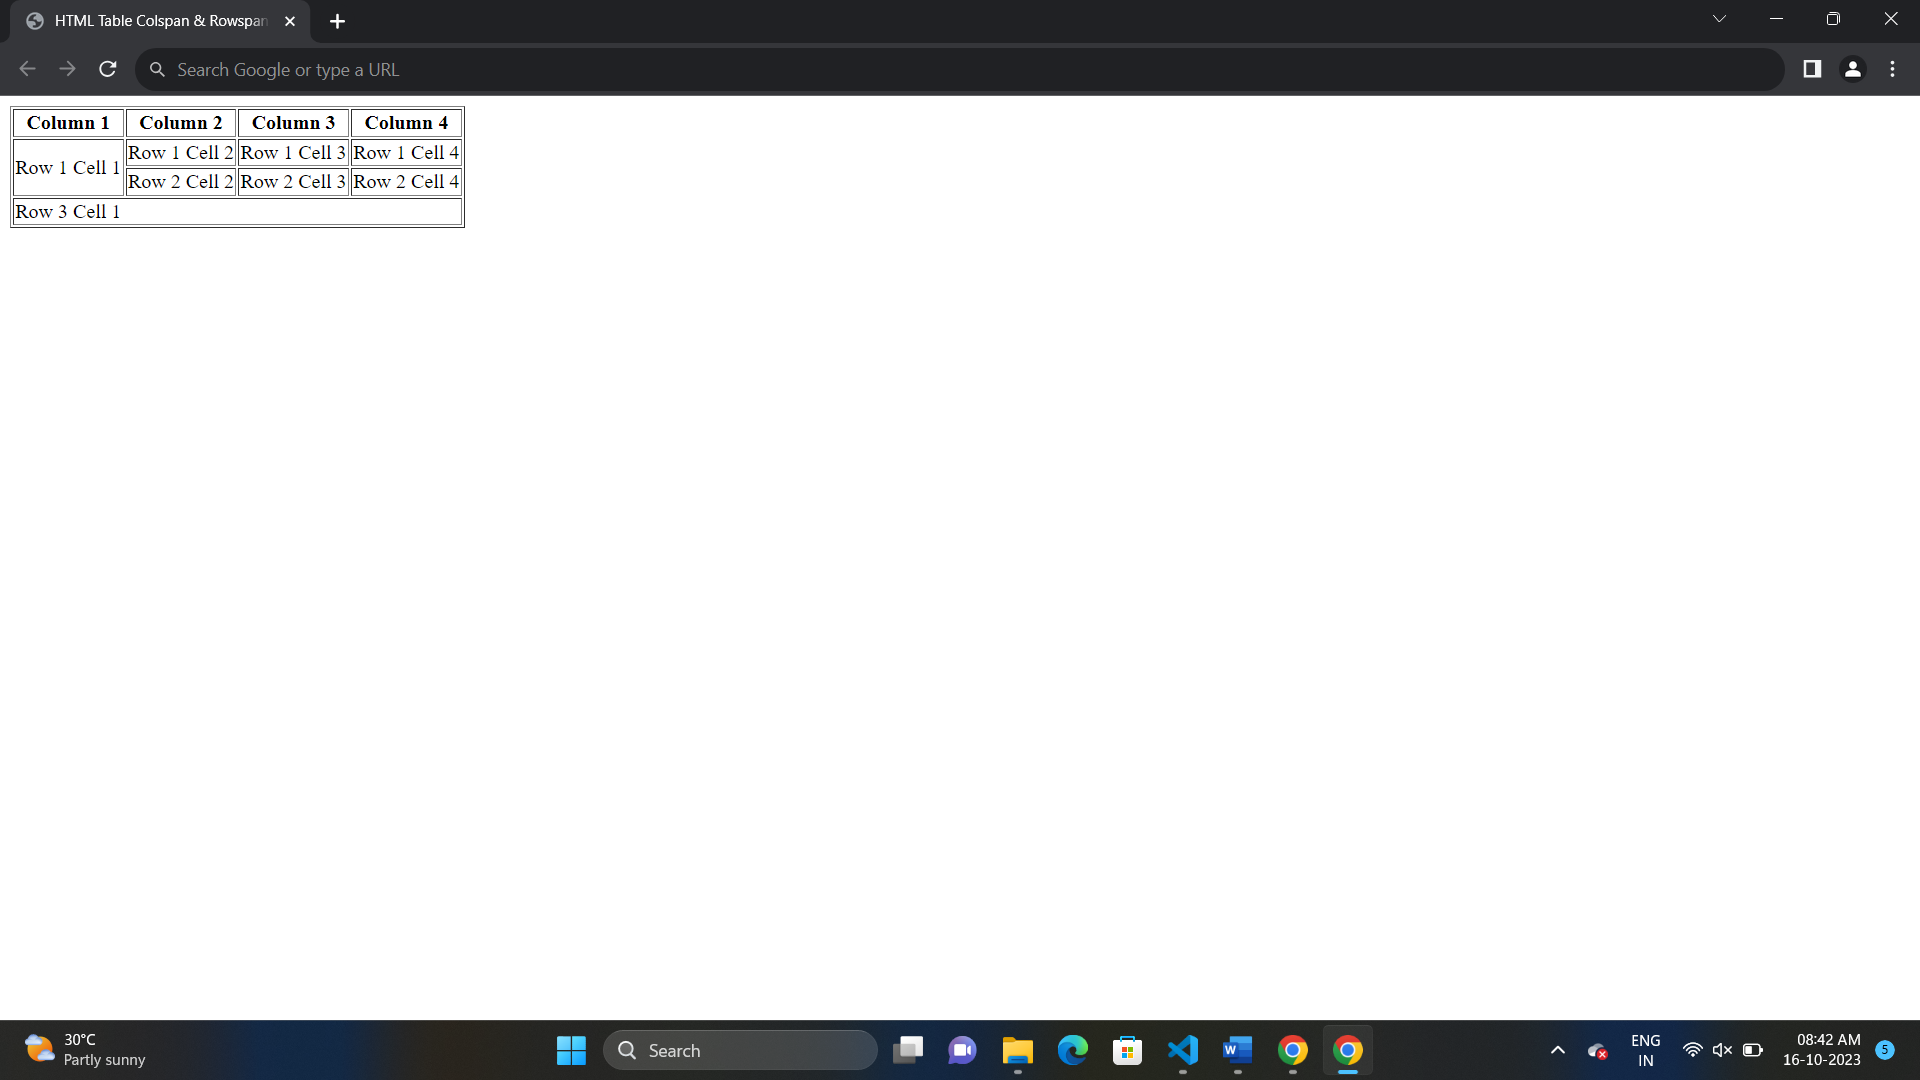 HTML Table Colspan & Rowspan
Search Google or type a URL
Column 1 Column 2 Column 3 Column 4
Row 1 Cell 1 Row 1 Cell 2 Row 1 Cell 3 Row 1 Cell 4
Row 2 Cell 2 Row 2 Cell 3 Row 2 Cell 4
Row 3 Cell 1
30°C
Partly sunny
Search
W
ENG
IN
08:42 AM
16-10-2023
5